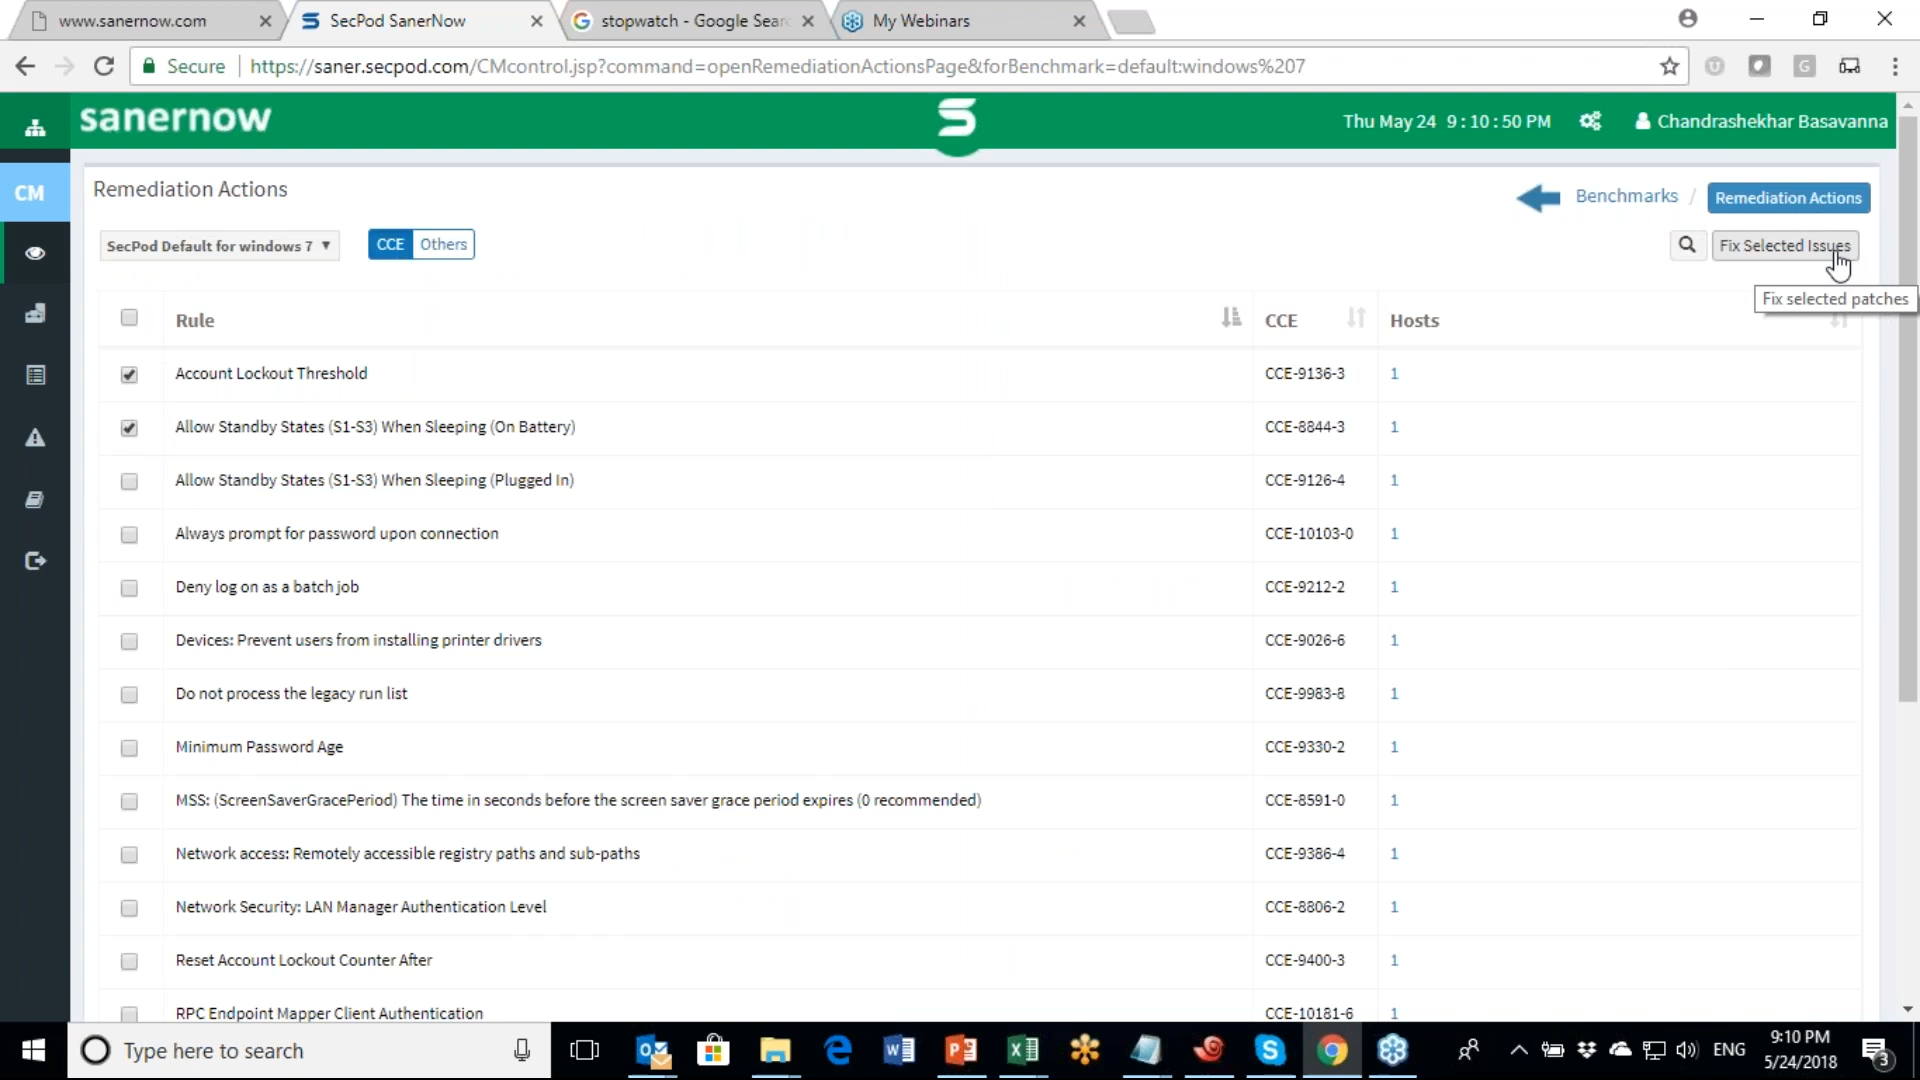 www.sanernow.com
SecPod SanerNow
stopwatch - Google Sear
My Webinars
Secure
https://saner.secpod.com/CMcontrol.jsp?command=openRemediationActionsPage&forBenchmark=default:windows%207
sanernow
Thu May 24 9:10:50 PM
Chandrashekhar Basavanna
CM
Remediation Actions
Benchmarks / Remediation Actions
SecPod Default for windows 7
CCE Others
Fix Selected Issues
Fix selected patches
Rule CCE Hosts
Account Lockout Threshold CCE-9136-3 1
Allow Standby States (S1-S3) When Sleeping (On Battery) CCE-8844-3 1
Allow Standby States (S1-S3) When Sleeping (Plugged In) CCE-9126-4 1
Always prompt for password upon connection CCE-10103-0 1
Deny log on as a batch job CCE-9212-2 1
Devices: Prevent users from installing printer drivers CCE-9026-6 1
Do not process the legacy run list CCE-9983-8 1
Minimum Password Age CCE-9330-2 1
MSS: (ScreenSaverGracePeriod) The time in seconds before the screen saver grace period expires (0 recommended) CCE-8591-0 1
Network access: Remotely accessible registry paths and sub-paths CCE-9386-4 1
Network Security: LAN Manager Authentication Level CCE-8806-2 1
Reset Account Lockout Counter After CCE-9400-3 1
RPC Endpoint Mapper Client Authentication CCE-10181-6 1
Type here to search
ENG
9:10 PM
5/24/2018
3